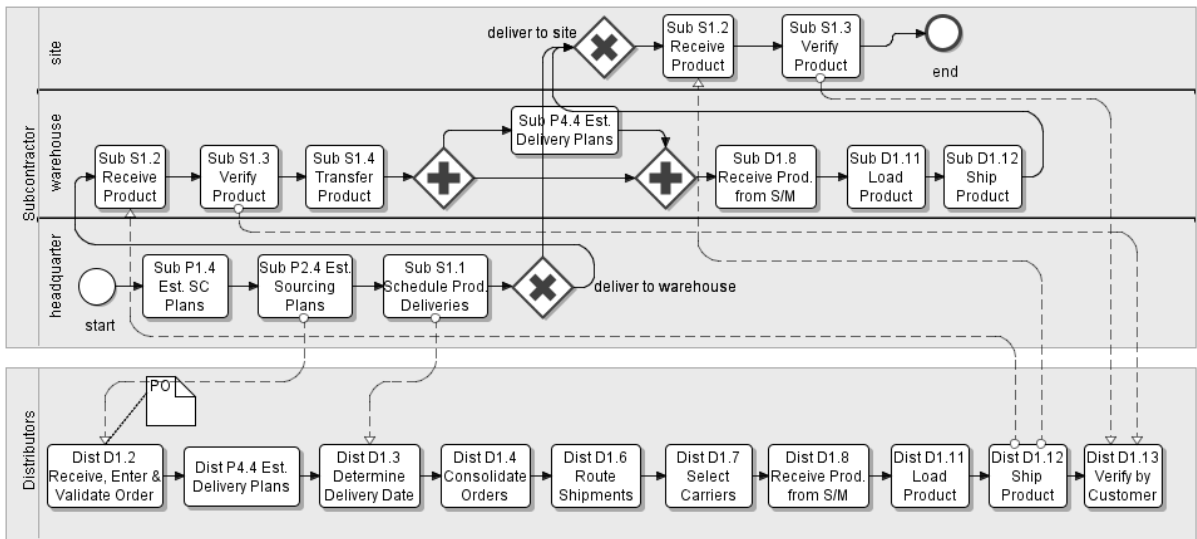 Subcontractor
site
deliver to site
Sub S1.2
Receive
Product
Sub S1.3
Verify
Product
end
warehouse
Sub S1.2
Receive
Product
Sub S1.3
Verify
Product
Sub S1.4
Transfer
Product
Sub P4.4 Est.
Delivery Plans
Sub D1.8
Receive Prod.
from S/M
Sub D1.11
Load
Product
Sub D1.12
Ship
Product
headquarter
start
Sub P1.4
Est. SC
Plans
Sub P2.4 Est.
Sourcing
Plans
Sub S1.1
Schedule Prod.
Deliveries
deliver to warehouse
Distributors
PO
Dist D1.2
Receive, Enter &
Validate Order
Dist P4.4 Est.
Delivery Plans
Dist D1.3
Determine
Delivery Date
Dist D1.4
Consolidate
Orders
Dist D1.6
Route
Shipments
Dist D1.7
Select
Carriers
Dist D1.8
Receive Prod.
from S/M
Dist D1.11
Load
Product
Dist D1.12
Ship
Product
Dist D1.13
Verify by
Customer